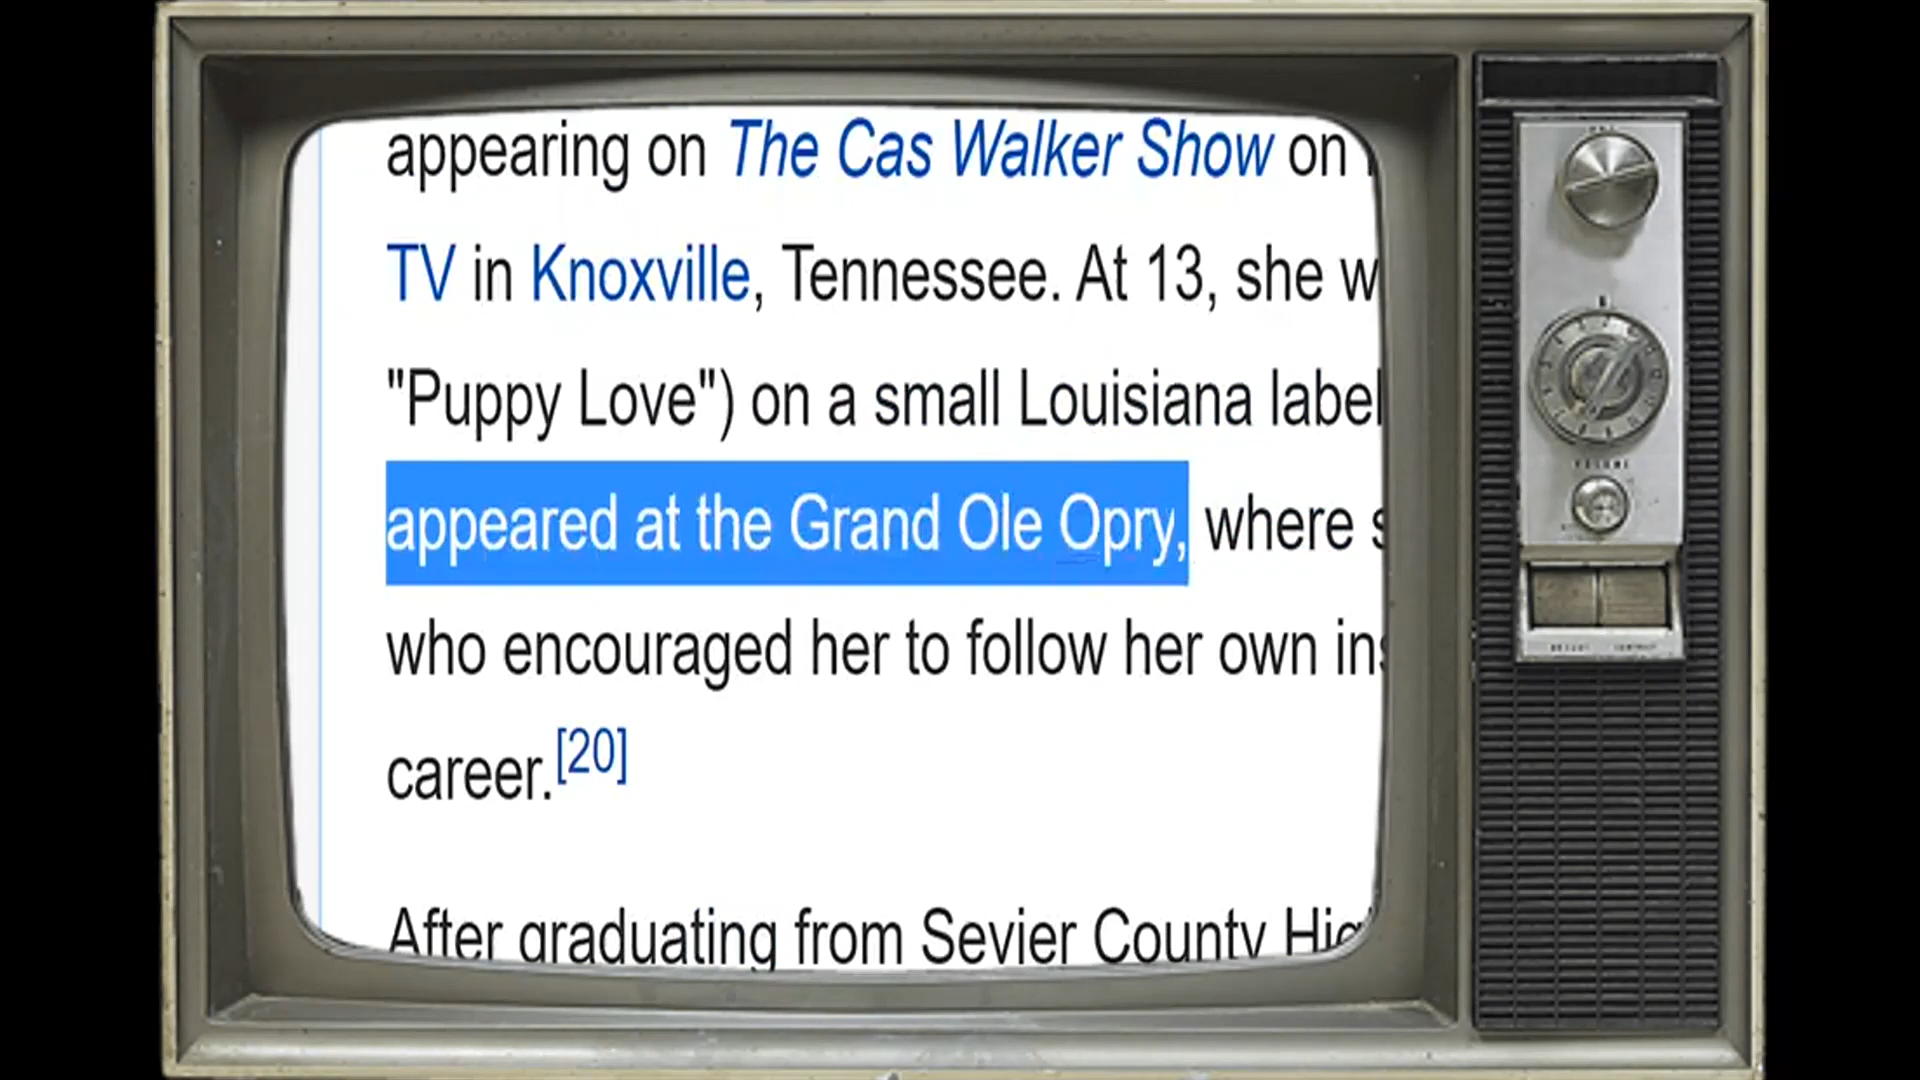 appearing on The Cas Walker Show on
TV in Knoxville, Tennessee. At 13, she
"Puppy Love") on a small Louisiana label
appeared at the Grand Ole Opry, where
who encouraged her to follow her own
career.[20]
After graduating from Sevier County